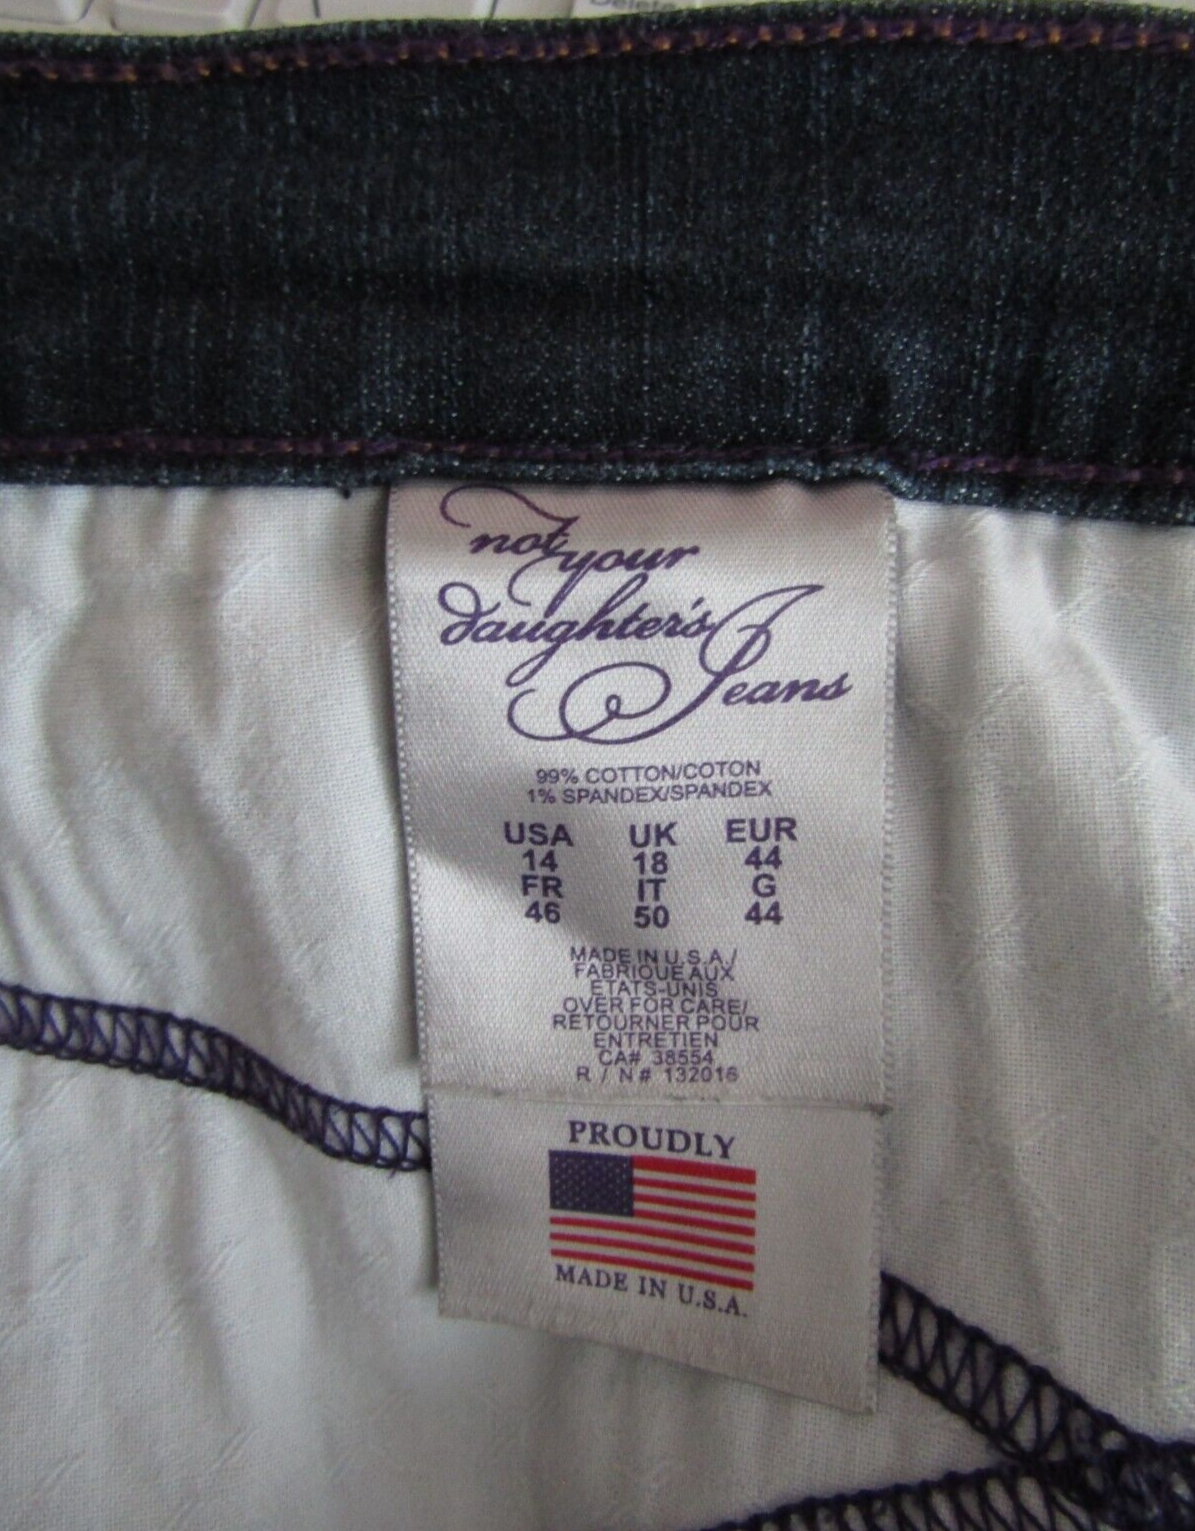 Delete
not your
daughter's
Jeans
99% COTTON/COTON
1% SPANDEX/SPANDEX
USA UK EUR
14 18 44
FR IT G
46 50 44
MADE IN U.S.A./
FABRIQUE AUX
ETATS-UNIS
OVER FOR CARE/
RETOURNER POUR
ENTRETIEN
CA# 38554
R / N # 132016
PROUDLY
MADE IN U.S.A.